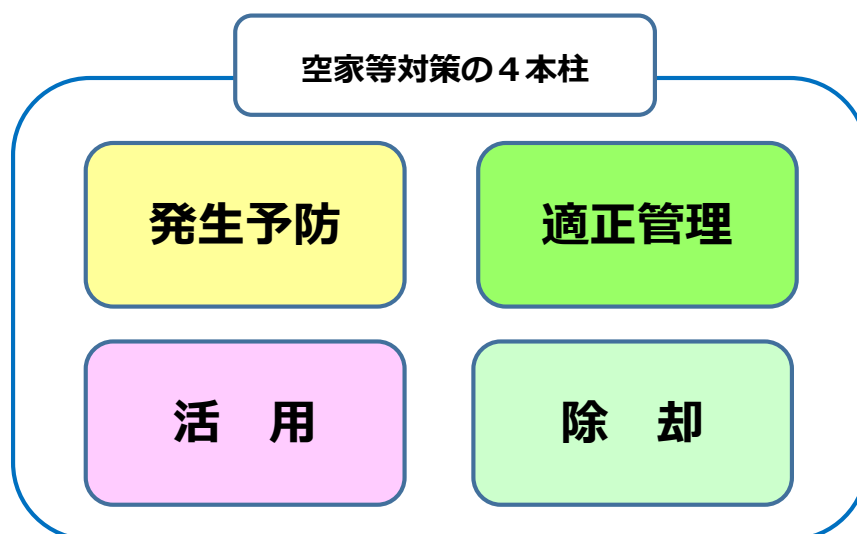 空家等対策の４本柱
発生予防
適正管理
活　用
除　却